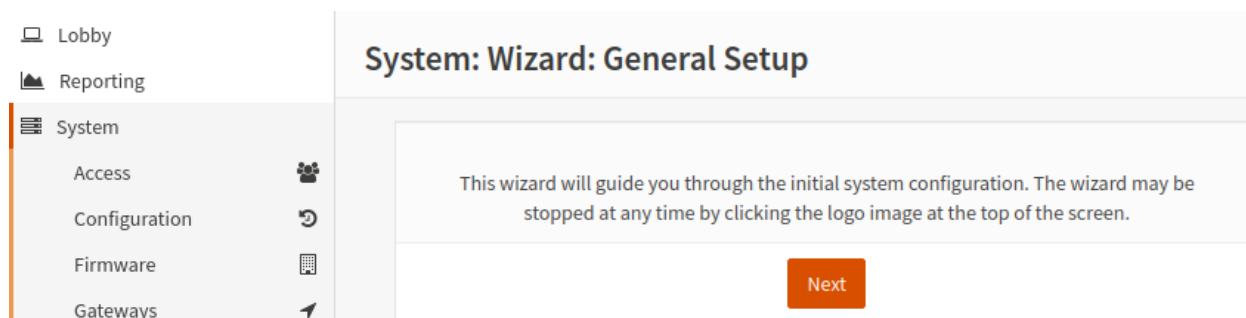 Lobby
Reporting
System
Access
Configuration
Firmware
Gateways
System: Wizard: General Setup
This wizard will guide you through the initial system configuration. The wizard may be
stopped at any time by clicking the logo image at the top of the screen.
Next